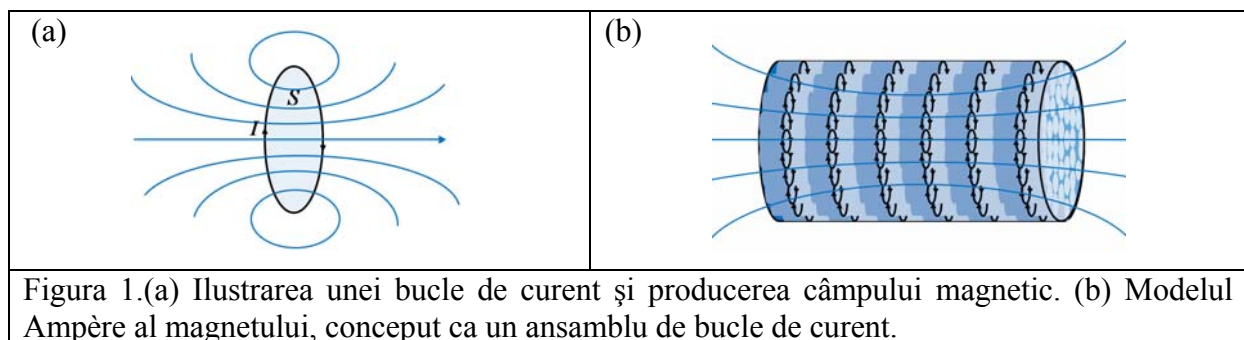 (a)
(b)
S
I
Figura 1.(a) Ilustrarea unei bucle de curent şi producerea câmpului magnetic. (b) Modelul
Ampère al magnetului, conceput ca un ansamblu de bucle de curent.